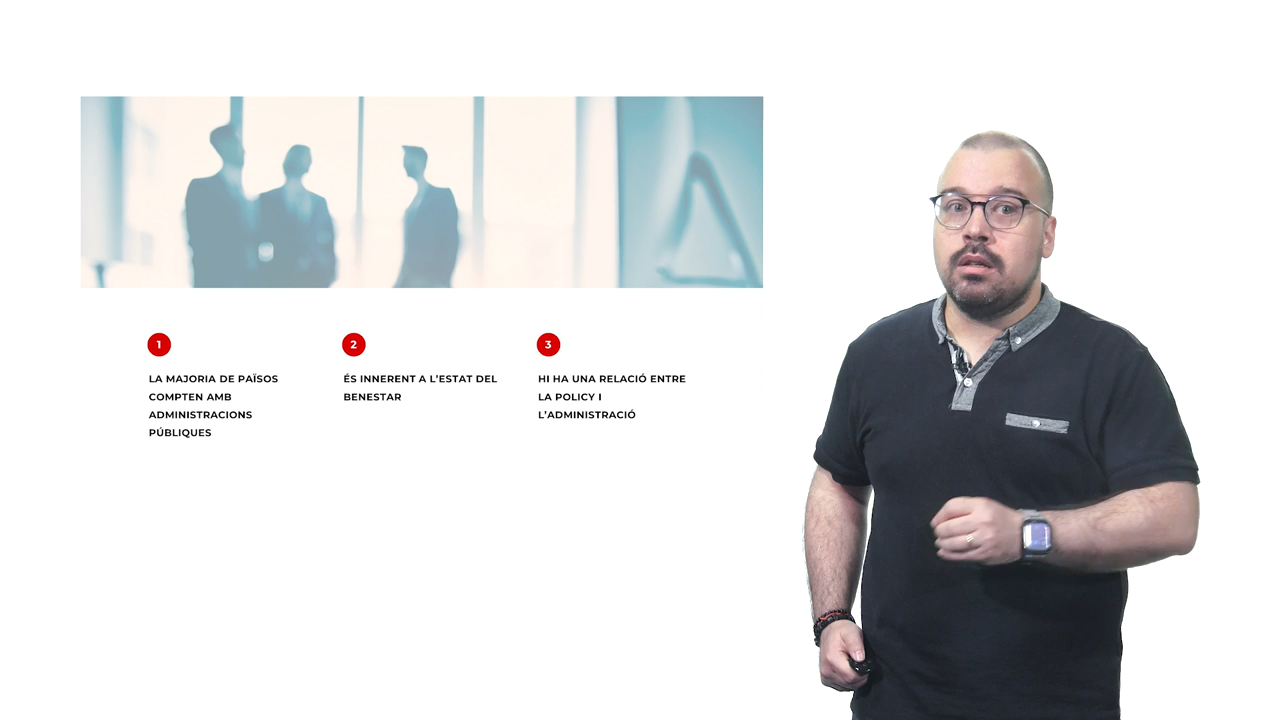 1
LA MAJORIA DE PAÏSOS
COMPTEN AMB
ADMINISTRACIONS
PÚBLIQUES
2
ÉS INNERENT A L'ESTAT DEL
BENESTAR
3
HI HA UNA RELACIÓ ENTRE
LA POLICY I
L'ADMINISTRACIÓ